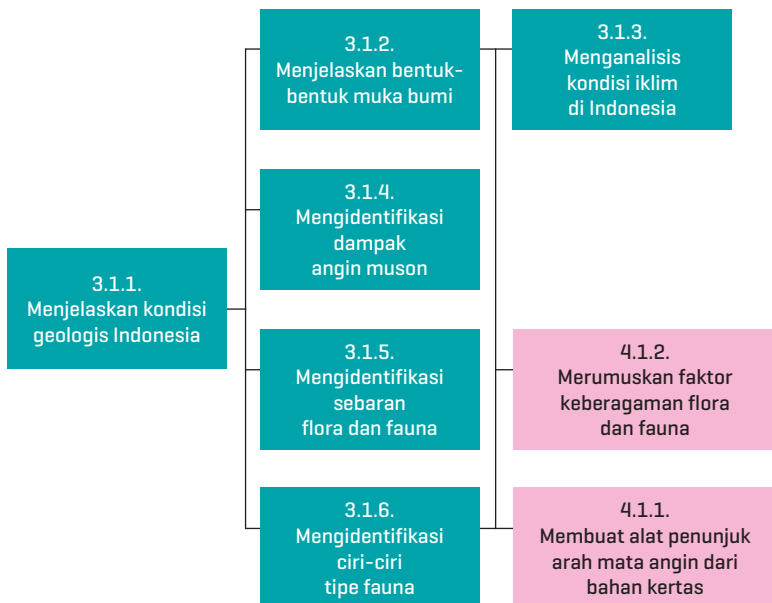 3.1.1.
Menjelaskan kondisi
geologis Indonesia
3.1.2.
Menjelaskan bentuk-
bentuk muka bumi
3.1.3.
Menganalisis
kondisi iklim
di Indonesia
3.1.4.
Mengidentifikasi
dampak
angin muson
3.1.5.
Mengidentifikasi
sebaran
flora dan fauna
4.1.2.
Merumuskan faktor
keberagaman flora
dan fauna
3.1.6.
Mengidentifikasi
ciri-ciri
tipe fauna
4.1.1.
Membuat alat penunjuk
arah mata angin dari
bahan kertas